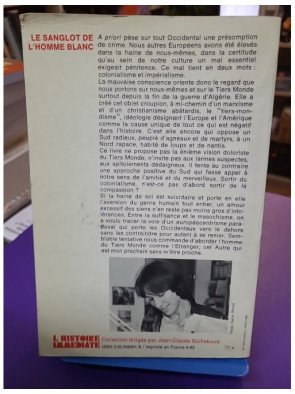 LE SANGLOT DE
L'HOMME BLANC
A priori pèse sur tout Occidental une présomption
de crime. Nous autres Européens avons été élevés
dans la haine de nous-mêmes, dans la certitude
qu'au sein de notre culture un mal essentiel
exigeait pénitence. Ce mal tient en deux mots :
colonialisme et impérialisme.
La mauvaise conscience oriente donc le regard que
nous portons sur nous-mêmes et sur le Tiers Monde
surtout depuis la fin de la guerre d'Algérie. Elle a
créé cet objet croupion, à mi-chemin d'un marxisme
et d'un christianisme abâtardis, le "tiers-mon-
disme", idéologie désignant l'Europe et l'Amérique
comme la cause unique de tout ce qui est négatif
dans l'histoire. C'est elle encore qui oppose un
Sud radieux, peuplé d'agneaux et de martyrs, à un
Nord rapace, habité de loups et de nantis.
Ce livre ne propose pas la énième vision doloriste
du Tiers Monde, n'invite pas aux larmes suspectes,
aux apitoiements désobligeants. Il tente au contraire
une approche positive du Sud qui fasse appel à
notre sens de l'amitié et du merveilleux. Sortir du
colonialisme, n'est-ce pas d'abord sortir de la
compassion ?
Si la haine de soi est suicidaire et porte en elle
l'aversion du genre humain tout entier, un amour
excessif des siens n'en reste pas moins gros d'into-
lérances. Entre la suffisance et le masochisme, on
a voulu tracer la voie d'un européocentrisme para-
doxal qui porte les Occidentaux vers le dehors
sans les contraindre pour autant à se renier. Sem-
blable tentative nous commande d'aborder l'homme
du Tiers Monde comme l'Étranger, cet Autre qui
est mon prochain sans m'être proche.
L'HISTOIRE
IMMEDIATE
Collection dirigée par Jean-Claude Guillebaud
imprimé en France 5-83